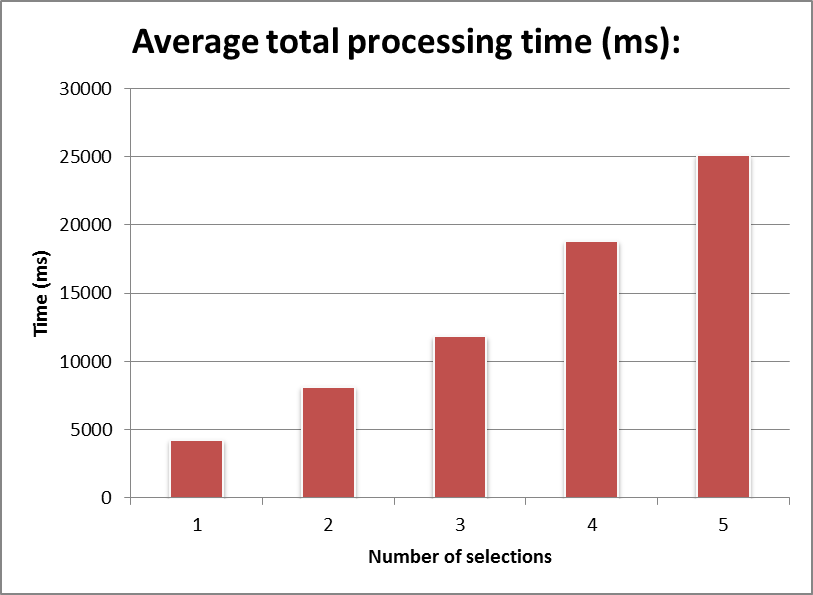 Average total processing time (ms):
30000
25000
20000
15000
10000
5000
0
Time (ms)
1 2 3 4 5
Number of selections